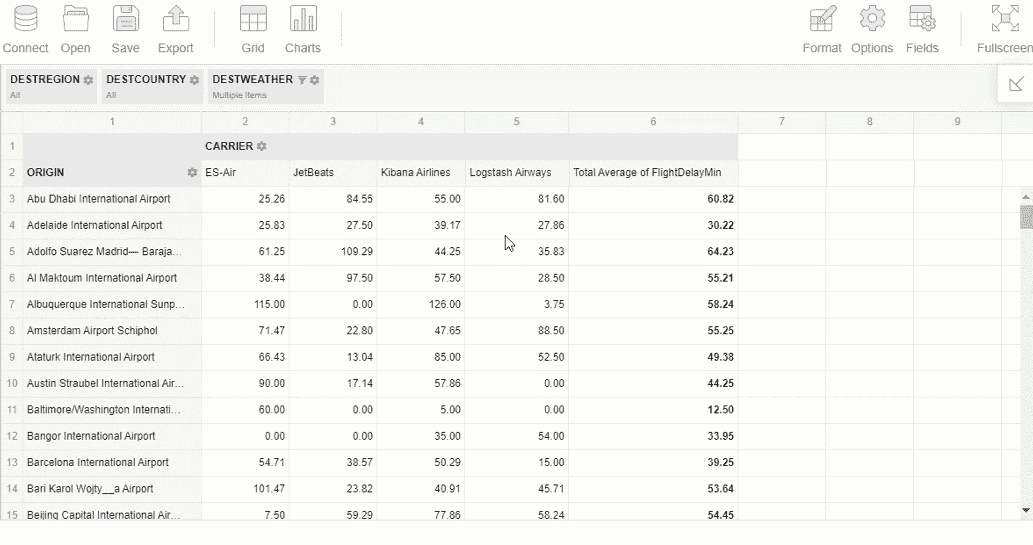 Connect Open Save Export Grid Charts Format Options Fields Fullscreen
DESTREGION DESTCOUNTRY DESTWEATHER
All All Multiple Items
1 2 3 4 5 6 7 8 9
1 CARRIER
2 ORIGIN ES-Air JetBeats Kibana Airlines Logstash Airways Total Average of FlightDelayMin
3 Abu Dhabi International Airport 25.26 84.55 55.00 81.60 60.82
4 Adelaide International Airport 25.83 27.50 39.17 27.86 30.22
5 Adolfo Suarez Madrid— Baraja... 61.25 109.29 44.25 35.83 64.23
6 Al Maktoum International Airport 38.44 97.50 57.50 28.50 55.21
7 Albuquerque International Sunp... 115.00 0.00 126.00 3.75 58.24
8 Amsterdam Airport Schiphol 71.47 22.80 47.65 88.50 55.25
9 Ataturk International Airport 66.43 13.04 85.00 52.50 49.38
10 Austin Straubel International Air... 90.00 17.14 57.86 0.00 44.25
11 Baltimore/Washington Internati... 60.00 0.00 5.00 0.00 12.50
12 Bangor International Airport 0.00 0.00 35.00 54.00 33.95
13 Barcelona International Airport 54.71 38.57 50.29 15.00 39.25
14 Bari Karol Wojty__a Airport 101.47 23.82 40.91 45.71 53.64
15 Beijing Capital International Air... 7.50 59.29 77.86 58.24 54.45